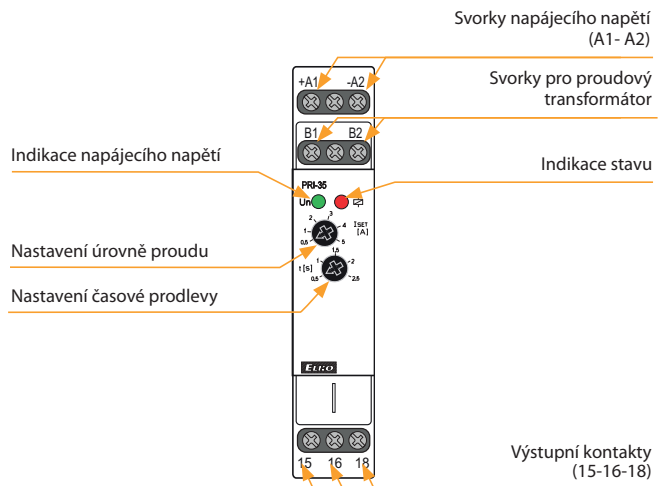 Svorky napájecího napětí
(A1- A2)
+A1 -A2
Svorky pro proudový
transformátor
B1 B2
Indikace napájecího napětí
Indikace stavu
PRI-35
Un
2 3
1 4
0,5 5
ISET
[A]
Nastavení úrovně proudu
1,5
1 2
t [s]
0,5 2,5
Nastavení časové prodlevy
ELKO
15 16 18
Výstupní kontakty
(15-16-18)